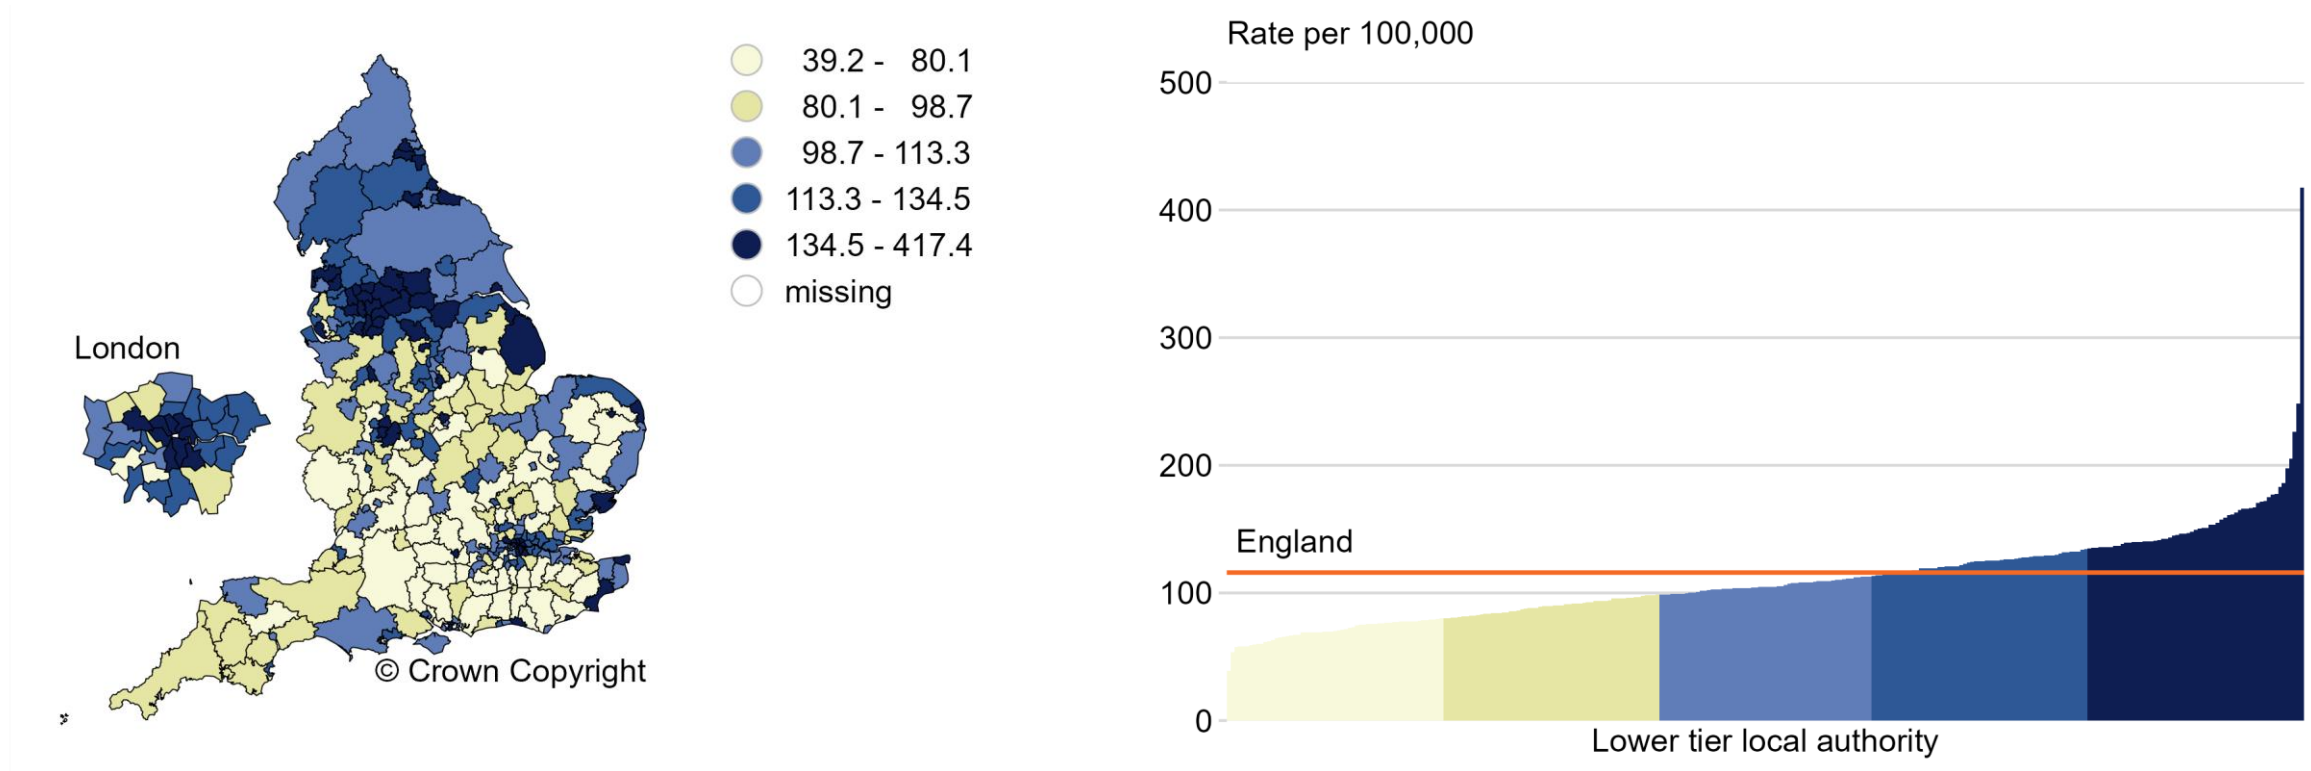 39.2 - 80.1
80.1 - 98.7
98.7 - 113.3
113.3 - 134.5
134.5 - 417.4
missing
London
© Crown Copyright
Rate per 100,000
500
400
300
200
England
100
0
Lower tier local authority